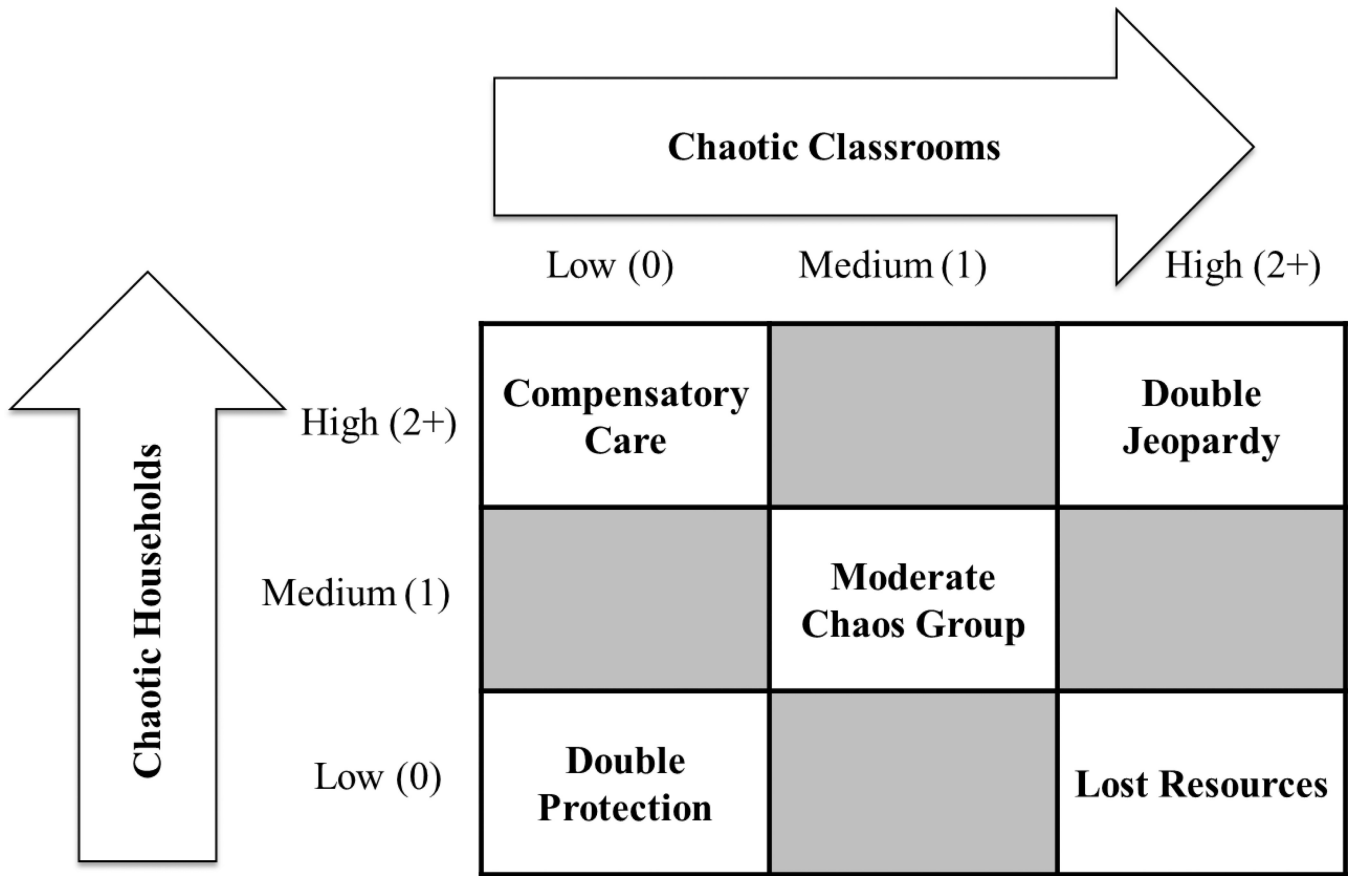 Chaotic Classrooms
Low (0) Medium (1) High (2+)
Chaotic Households
High (2+)
Compensatory
Care
Double
Jeopardy
Medium (1)
Moderate
Chaos Group
Low (0)
Double
Protection
Lost Resources